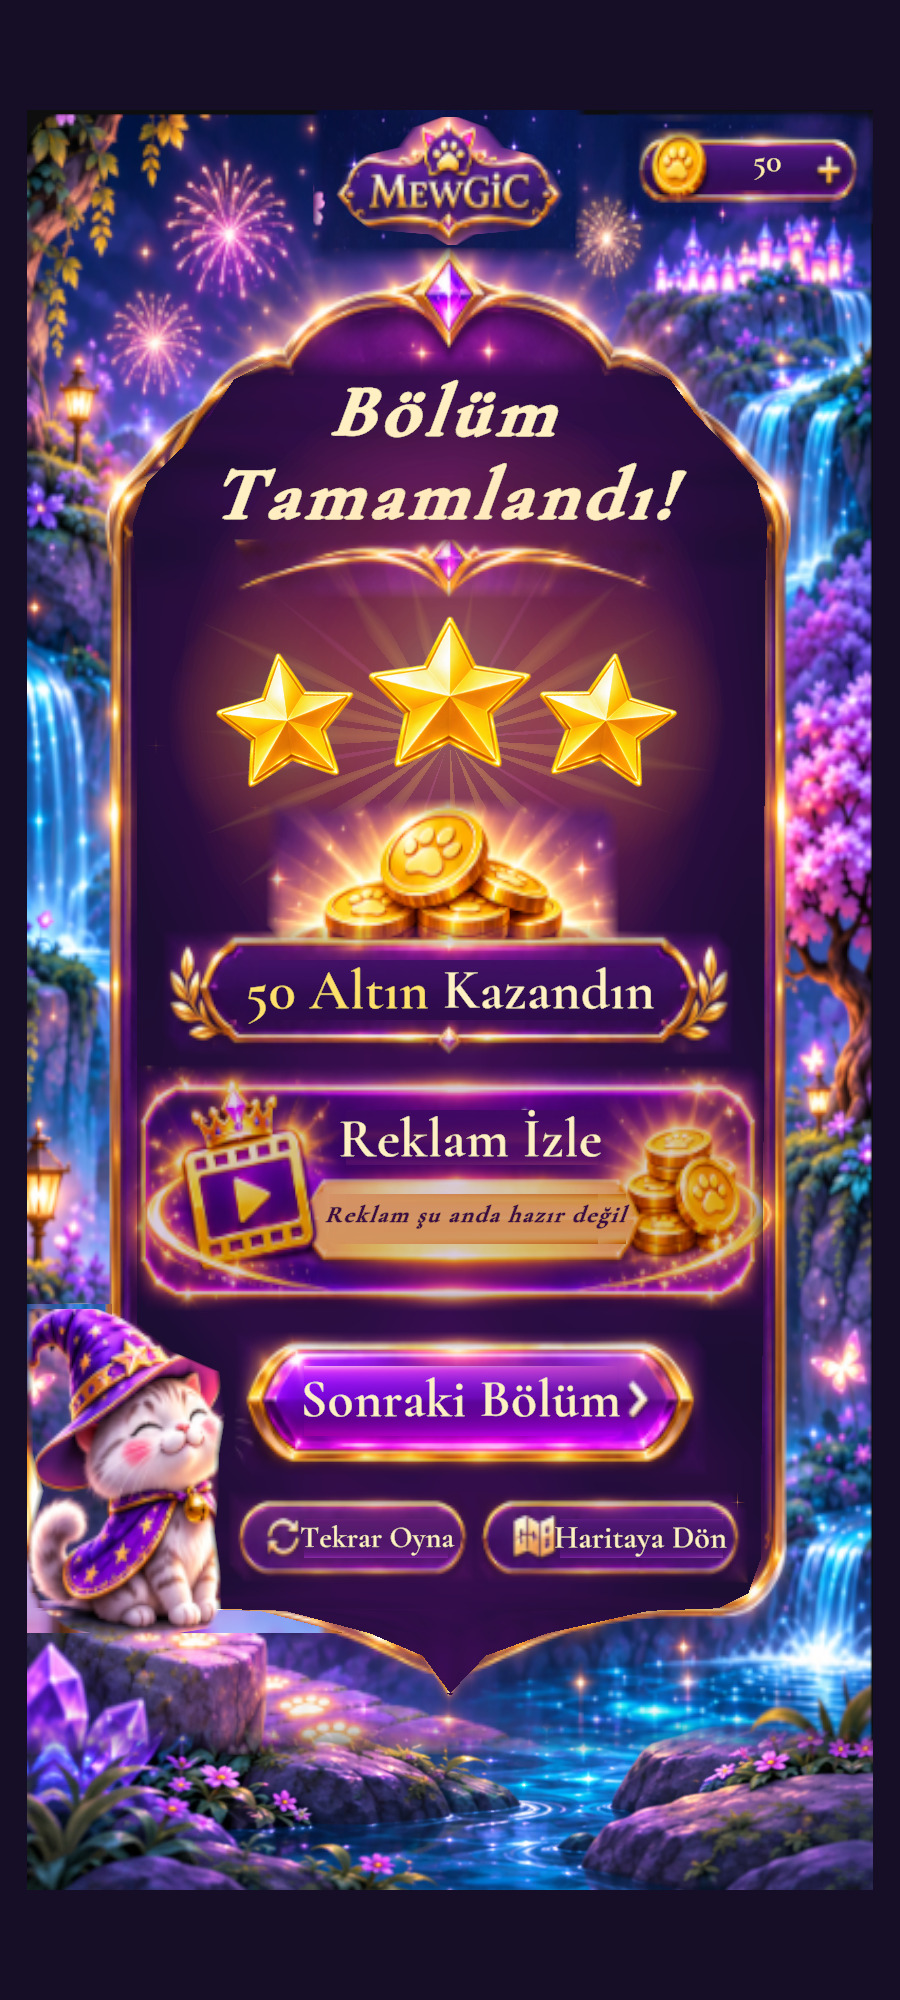 MEWGIC
50
Bölüm
Tamamlandı!
50 Altın Kazandın
Reklam İzle
Reklam şu anda hazır değil
Sonraki Bölüm
Tekrar Oyna
Haritaya Dön